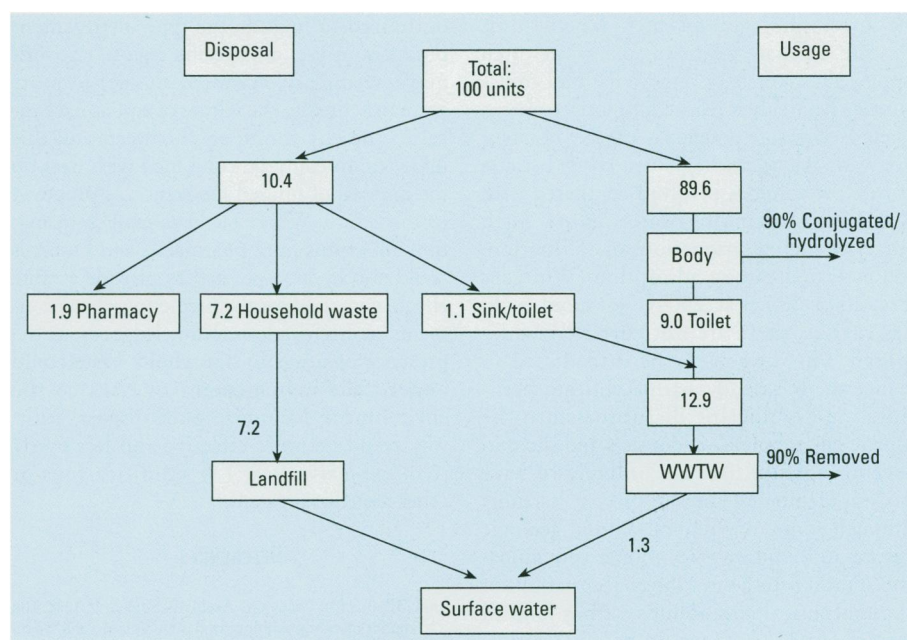 Disposal
Total:
100 units
Usage
10.4
89.6
90% Conjugated/
hydrolyzed
Body
1.9 Pharmacy
7.2 Household waste
1.1 Sink/toilet
9.0 Toilet
12.9
7.2
90% Removed
Landfill
WWTW
1.3
Surface water